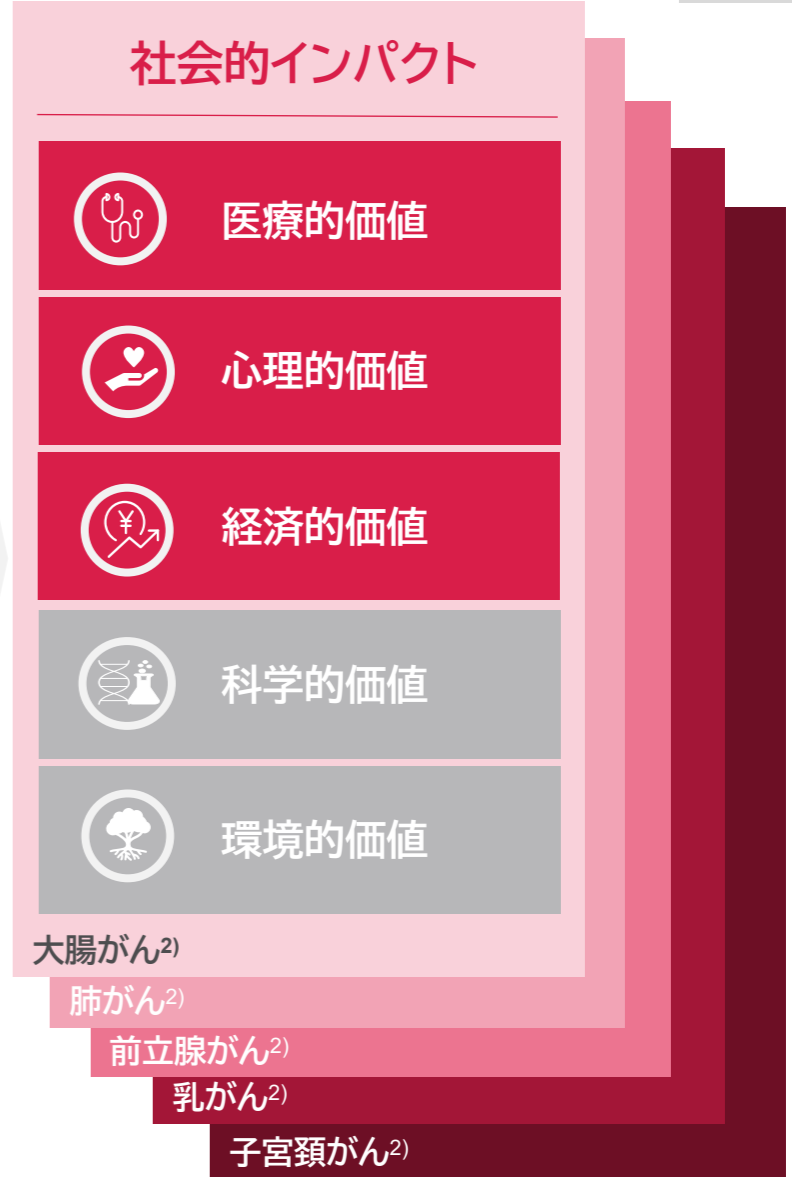 社会的インパクト
医療的価値
心理的価値
¥
経済的価値
科学的価値
環境的価値
大腸がん2)
肺がん2)
前立腺がん2)
乳がん2)
子宮頚がん2)